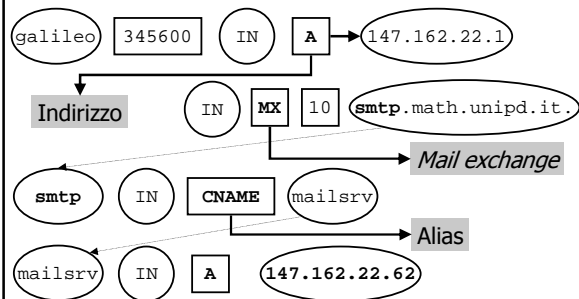 galileo 345600 IN A 147.162.22.1
Indirizzo
IN MX 10 smtp.math.unipd.it.
Mail exchange
smtp IN CNAME mailsrv
Alias
mailsrv IN A 147.162.22.62